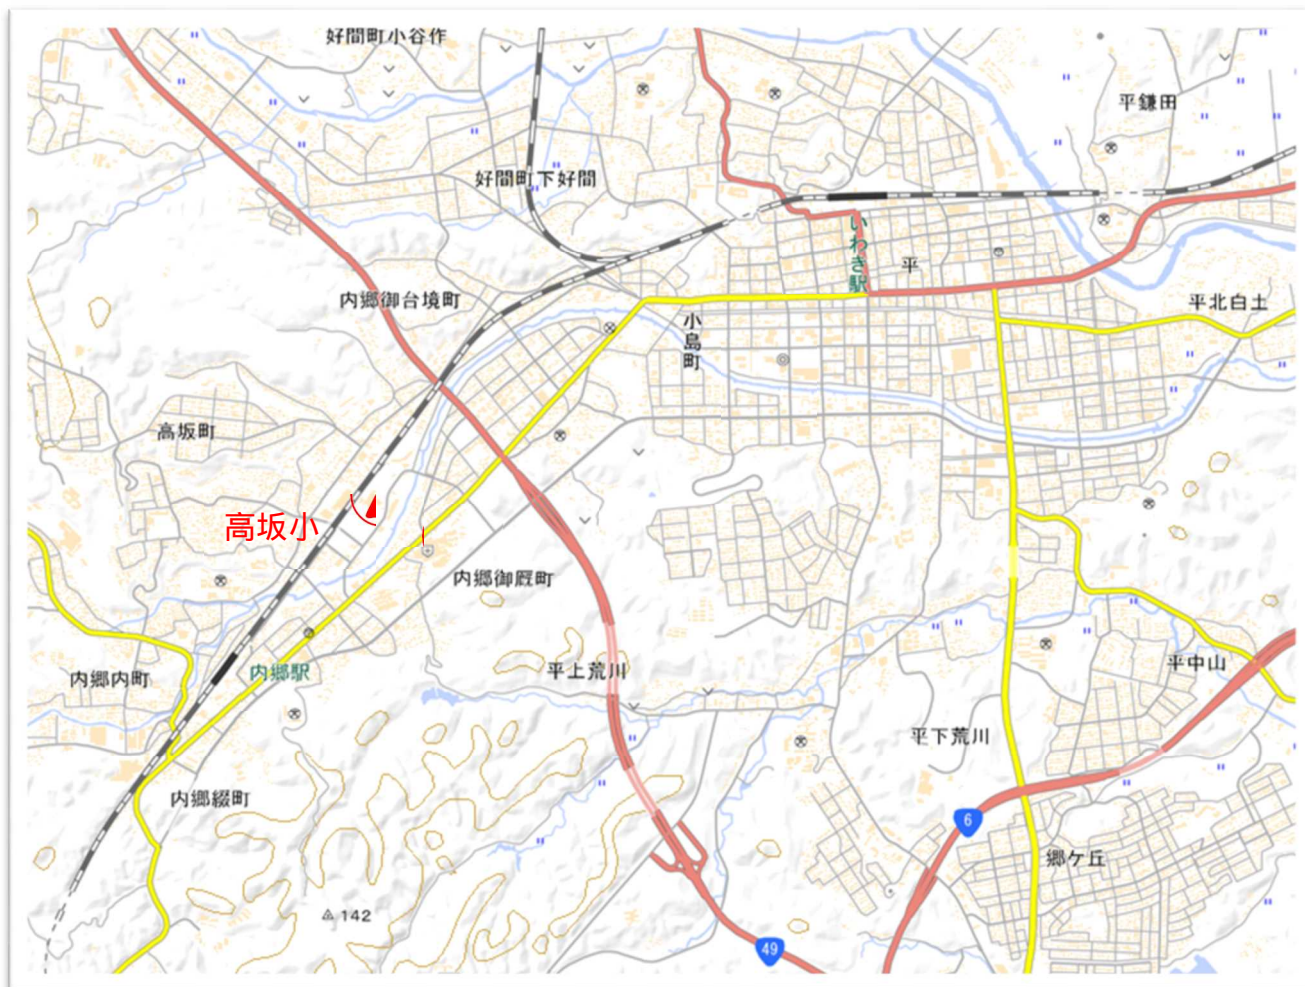 好間町小谷作
平鎌田
好間町下好間
いわき駅
平
内郷御台境町
平北白土
小島町
高坂町
高坂小
内郷御厩町
内郷駅
内郷内町
平上荒川
平中山
平下荒川
内郷綴町
6
郷ケ丘
142
49